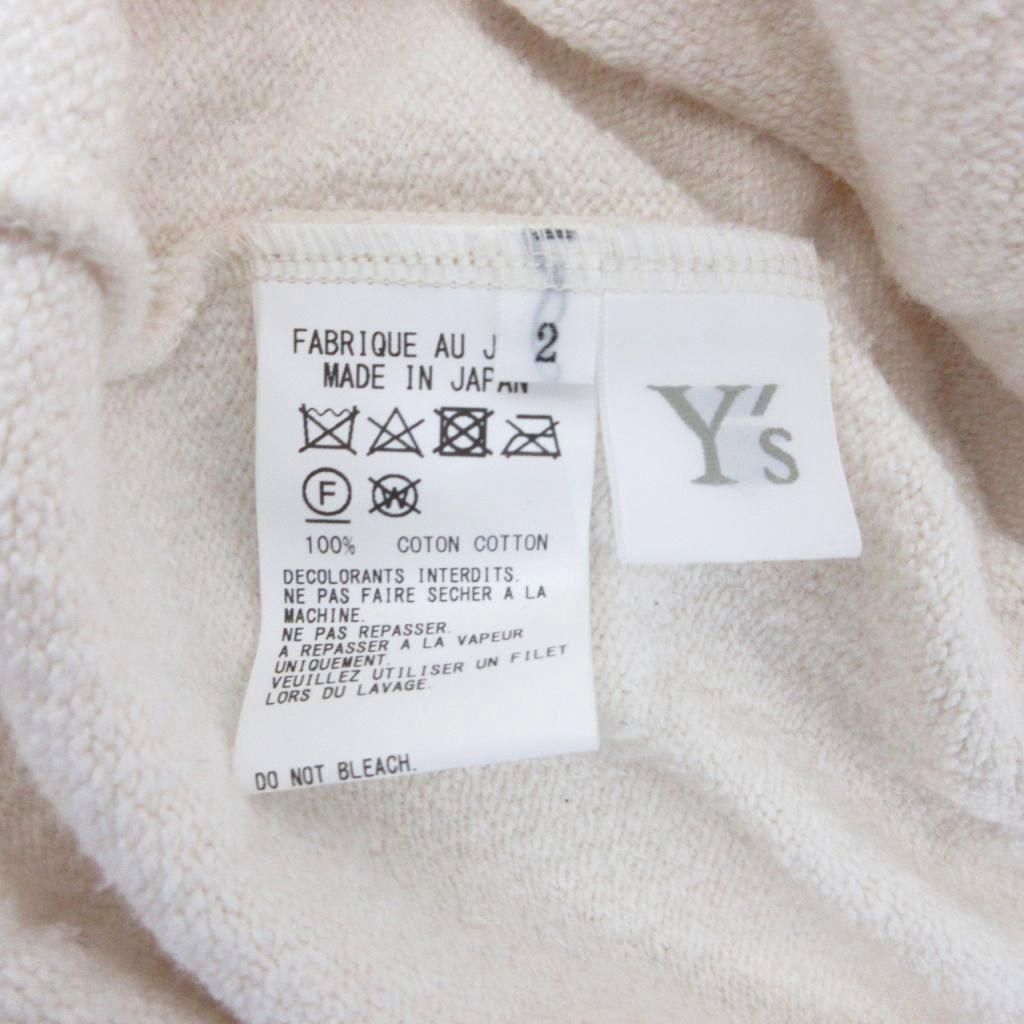 FABRIQUE AU J
2
MADE IN JAPAN
F W
100% COTON COTTON
DECOLORANTS INTERDITS.
NE PAS FAIRE SECHER A LA
MACHINE.
NE PAS REPASSER.
A REPASSER A LA VAPEUR
UNIQUEMENT.
VEUILLEZ UTILISER UN FILET
LORS DU LAVAGE.
DO NOT BLEACH.
Y's